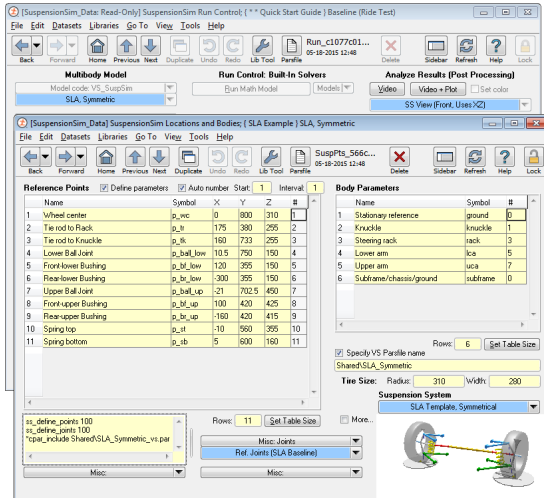 [SuspensionSim_Data: Read-Only] SuspensionSim Run Control; { * * Quick Start Guide } Baseline (Ride Test)
File Edit Datasets Libraries Go To View Tools Help
Back Forward Home Previous Next Duplicate Undo Redo Lib Tool Parsfile Run_c1077c01... 05-18-2015 12:48 Delete Sidebar Refresh Help Lock
Multibody Model Run Control: Built-In Solvers Analyze Results (Post Processing)
Model code: VS_SuspSim Run Math Model Models Video Video + Plot Set color
SLA, Symmetric SS View (Front, Uses XZ)
[SuspensionSim_Data] SuspensionSim Locations and Bodies; { SLA Example } SLA, Symmetric
File Edit Datasets Libraries Go To View Tools Help
Back Forward Home Previous Next Duplicate Undo Redo Lib Tool Parsfile SuspPts_566c... 05-18-2015 12:48 Delete Sidebar Refresh Help Lock
Reference Points Define parameters Auto number Start: 1 Interval: 1
Name Symbol X Y Z #
1 Wheel center p_wc 0 800 310 1
2 Tie rod to Rack p_tr 175 380 255 2
3 Tie rod to Knuckle p_tk 160 733 255 3
4 Lower Ball Joint p_ball_low 10.5 750 150 4
5 Front-lower Bushing p_bf_low 120 355 150 5
6 Rear-lower Bushing p_br_low -300 355 150 6
7 Upper Ball Joint p_ball_up -21 702.5 450 7
8 Front-upper Bushing p_bf_up 100 420 425 8
9 Rear-upper Bushing p_br_up -160 420 415 9
10 Spring top p_st -10 560 355 10
11 Spring bottom p_sb 5 600 160 11
Body Parameters
Name Symbol #
1 Stationary reference ground 0
2 Knuckle knuckle 1
3 Steering rack rack 3
4 Lower arm lca 5
5 Upper arm uca 7
6 Subframe/chassis/ground subframe 0
Rows: 6 Set Table Size
Specify VS Parsfile name
Shared\SLA_Symmetric
Tire Size: Radius: 310 Width: 280
Suspension System
SLA Template, Symmetrical
ss_define_points 100
ss_define_joints 100
*cpar_include Shared\SLA_Symmetric_vs.par
Rows: 11 Set Table Size More...
Misc: Joints
Ref. Joints (SLA Baseline)
Misc: Misc: